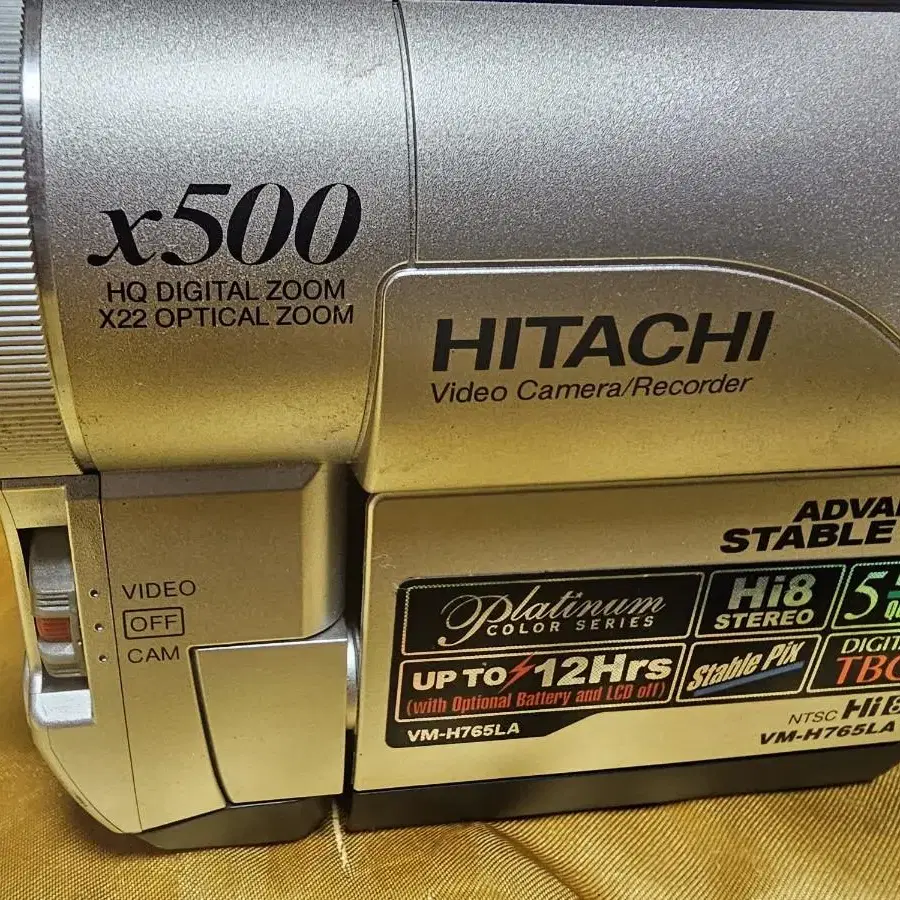 x500
HQ DIGITAL ZOOM
X22 OPTICAL ZOOM
HITACHI
Video Camera/Recorder
VIDEO
OFF
CAM
STABLE
Platinum
COLOR SERIES
Hi8
STEREO
UP TO 12Hrs
(with Optional Battery and LCD off)
Stable Pix
TBC
VM-H765LA
NTSC Hi8
VM-H765LA